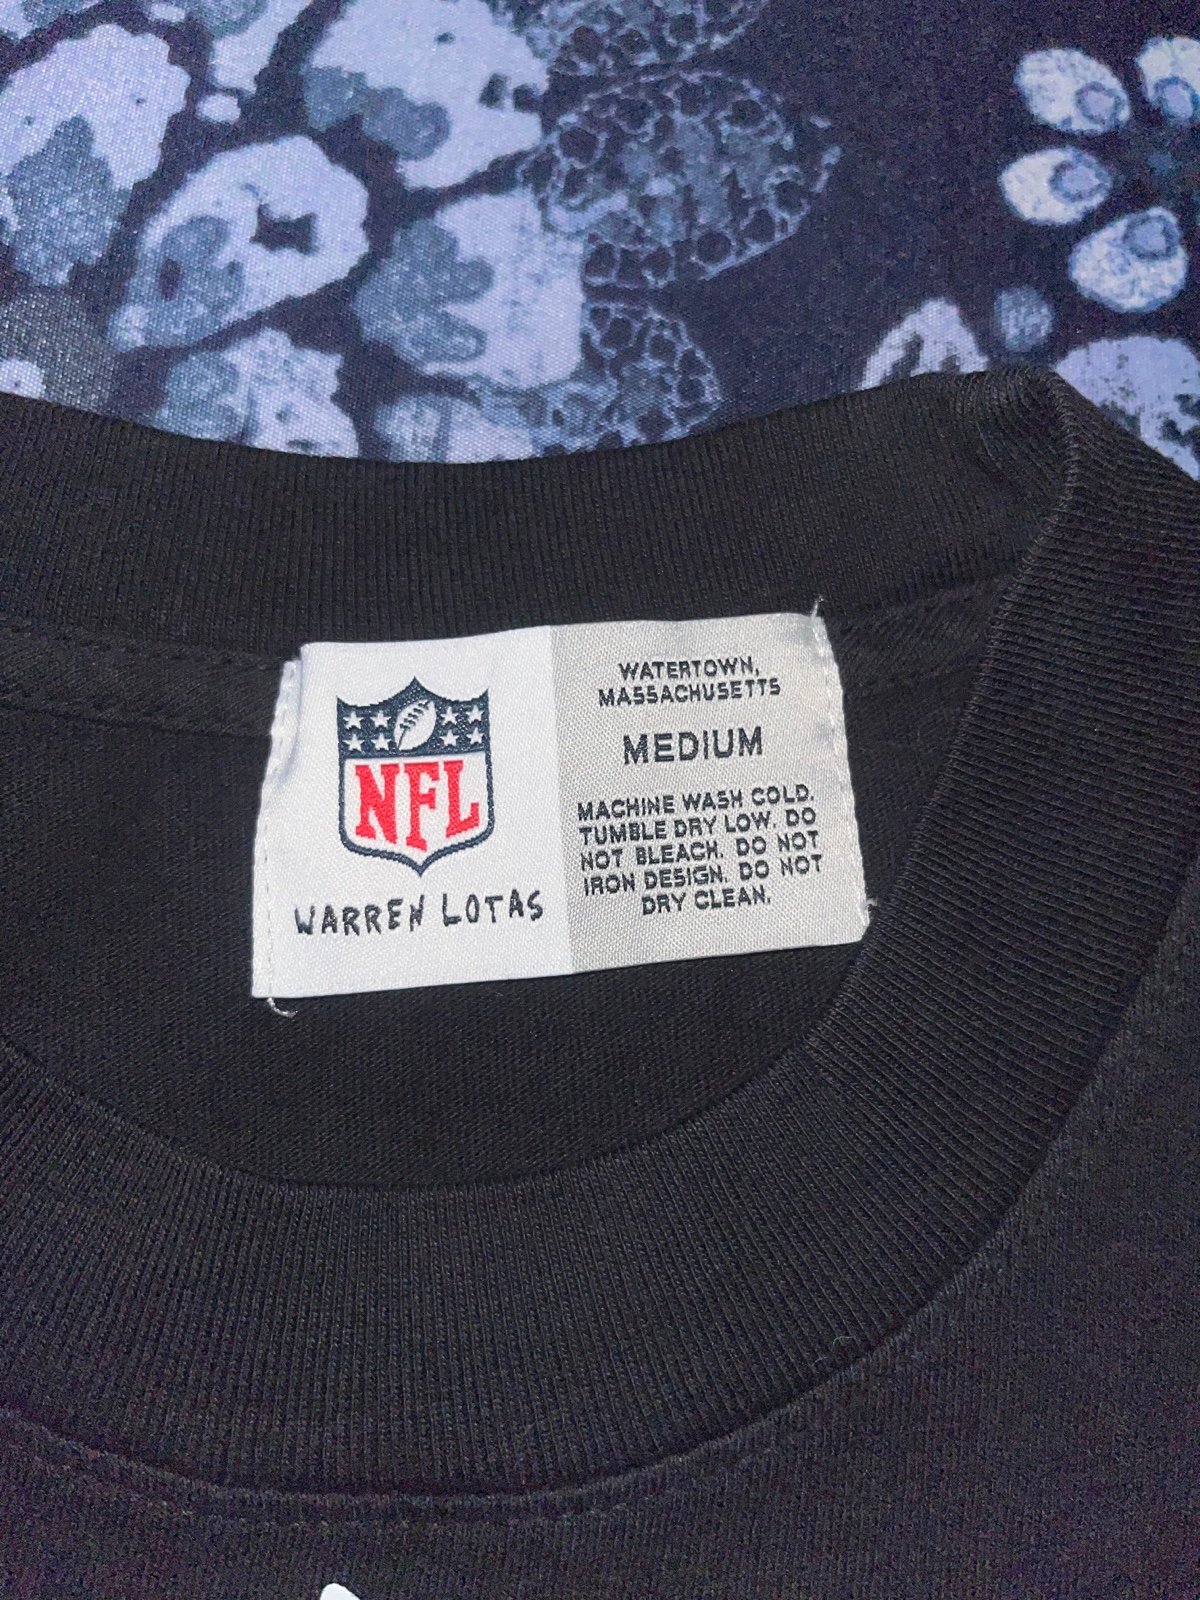 NFL
WARREN LOTAS
WATERTOWN,
MASSACHUSETTS
MEDIUM
MACHINE WASH COLD.
TUMBLE DRY LOW. DO
NOT BLEACH. DO NOT
IRON DESIGN. DO NOT
DRY CLEAN.